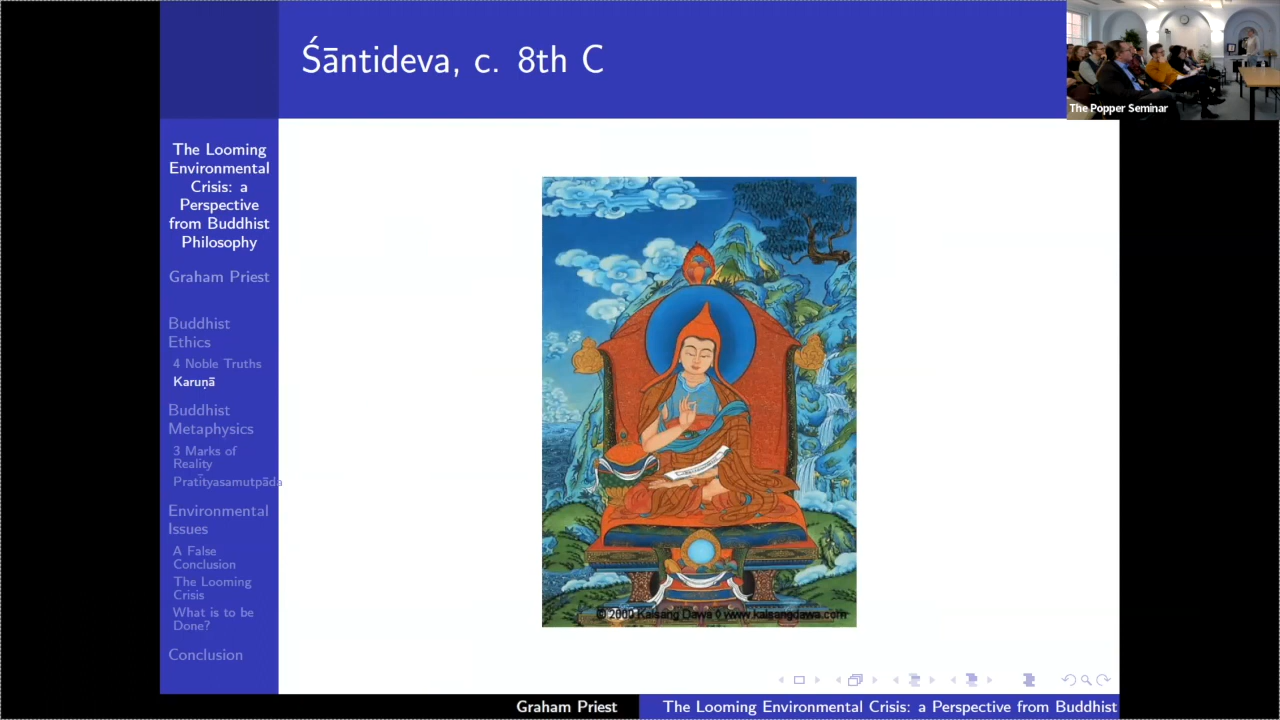 Śāntideva, c. 8th C
The Popper Seminar
The Looming
Environmental
Crisis: a
Perspective
from Buddhist
Philosophy
Graham Priest
Buddhist
Ethics
4 Noble Truths
Karuṇā
Buddhist
Metaphysics
3 Marks of
Reality
Pratītyasamutpāda
Environmental
Issues
A False
Conclusion
The Looming
Crisis
What is to be
Done?
Conclusion
© 2000 Kalsang Dawa ◊ www.kalsangdawa.com
Graham Priest
The Looming Environmental Crisis: a Perspective from Buddhist